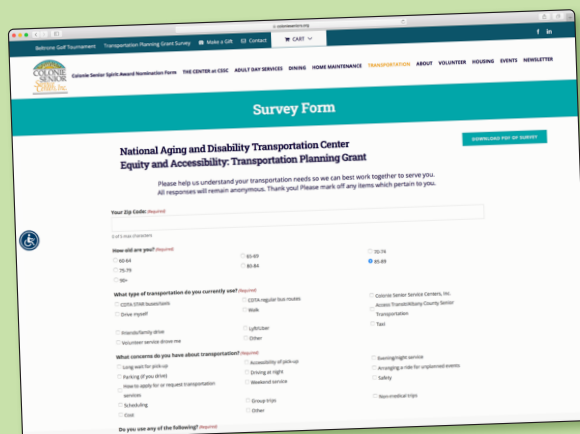 colonieseniors.org
Beltrone Golf Tournament Transportation Planning Grant Survey Make a Gift Contact CART
COLONIE
SENIOR
Service Centers, Inc.
Colonie Senior Spirit Award Nomination Form THE CENTER at CSSC ADULT DAY SERVICES DINING HOME MAINTENANCE TRANSPORTATION ABOUT VOLUNTEER HOUSING EVENTS NEWSLETTER
Survey Form
National Aging and Disability Transportation Center
Equity and Accessibility: Transportation Planning Grant
DOWNLOAD PDF OF SURVEY
Please help us understand your transportation needs so we can best work together to serve you.
All responses will remain anonymous. Thank you! Please mark off any items which pertain to you.
Your Zip Code: (Required)
0 of 5 max characters
How old are you? (Required)
60-64 65-69 70-74
75-79 80-84 85-89
90+
What type of transportation do you currently use? (Required)
CDTA STAR buses/taxis CDTA regular bus routes Colonie Senior Service Centers, Inc.
Drive myself Walk Access Transit/Albany County Senior
Transportation
Friends/family drive Lyft/Uber Taxi
Volunteer service drove me Other
What concerns do you have about transportation? (Required)
Long wait for pick-up Accessibility of pick-up Evening/night service
Parking (if you drive) Driving at night Arranging a ride for unplanned events
How to apply for or request transportation Weekend service Safety
services
Scheduling Group trips Non-medical trips
Cost Other
Do you use any of the following? (Required)